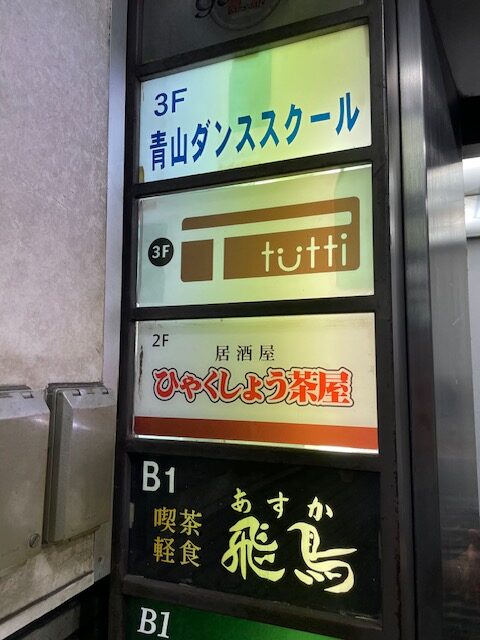 3F
青山ダンススクール
3F
tutti
2F
居酒屋
ひゃくしょう茶屋
B1
喫茶
軽食
あすか
飛鳥
B1